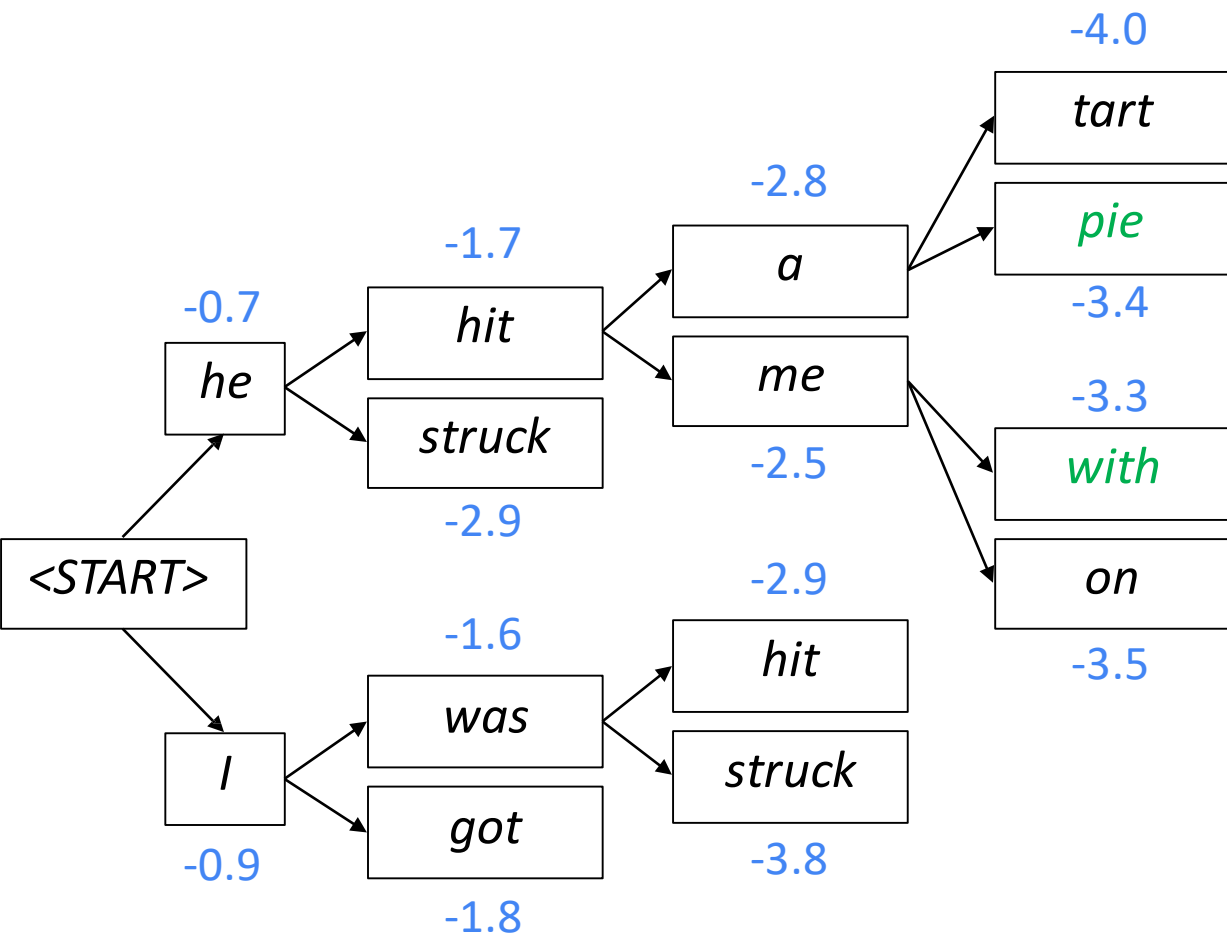 -4.0
tart
pie
-3.4
-2.8
a
me
-2.5
-3.3
with
on
-3.5
-1.7
hit
struck
-2.9
-0.7
he
<START>
I
-0.9
-1.6
was
got
-1.8
-2.9
hit
struck
-3.8